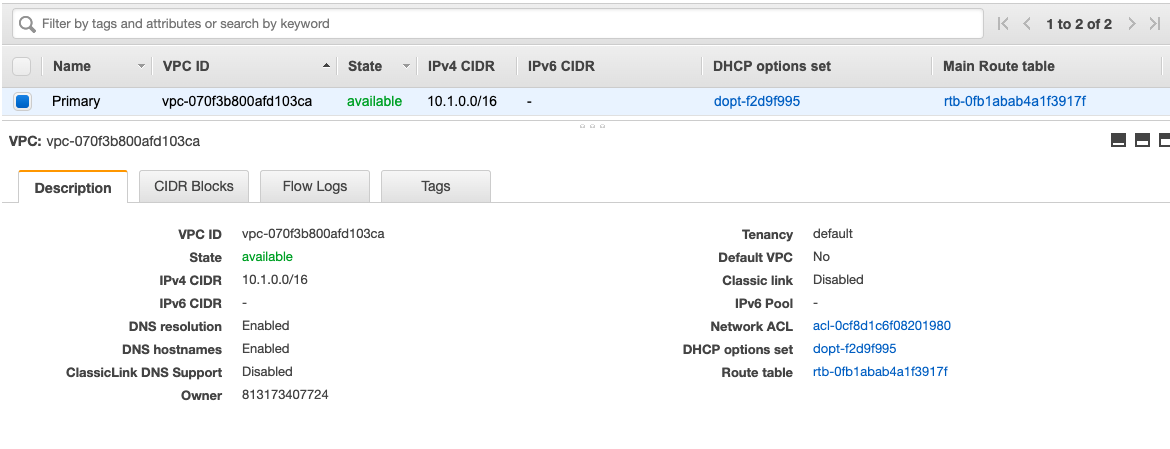 Filter by tags and attributes or search by keyword
1 to 2 of 2
Name VPC ID State IPv4 CIDR IPv6 CIDR DHCP options set Main Route table
Primary vpc-070f3b800afd103ca available 10.1.0.0/16 - dopt-f2d9f995 rtb-0fb1abab4a1f3917f
VPC: vpc-070f3b800afd103ca
Description CIDR Blocks Flow Logs Tags
VPC ID vpc-070f3b800afd103ca
State available
IPv4 CIDR 10.1.0.0/16
IPv6 CIDR -
DNS resolution Enabled
DNS hostnames Enabled
ClassicLink DNS Support Disabled
Owner 813173407724
Tenancy default
Default VPC No
Classic link Disabled
IPv6 Pool -
Network ACL acl-0cf8d1c6f08201980
DHCP options set dopt-f2d9f995
Route table rtb-0fb1abab4a1f3917f